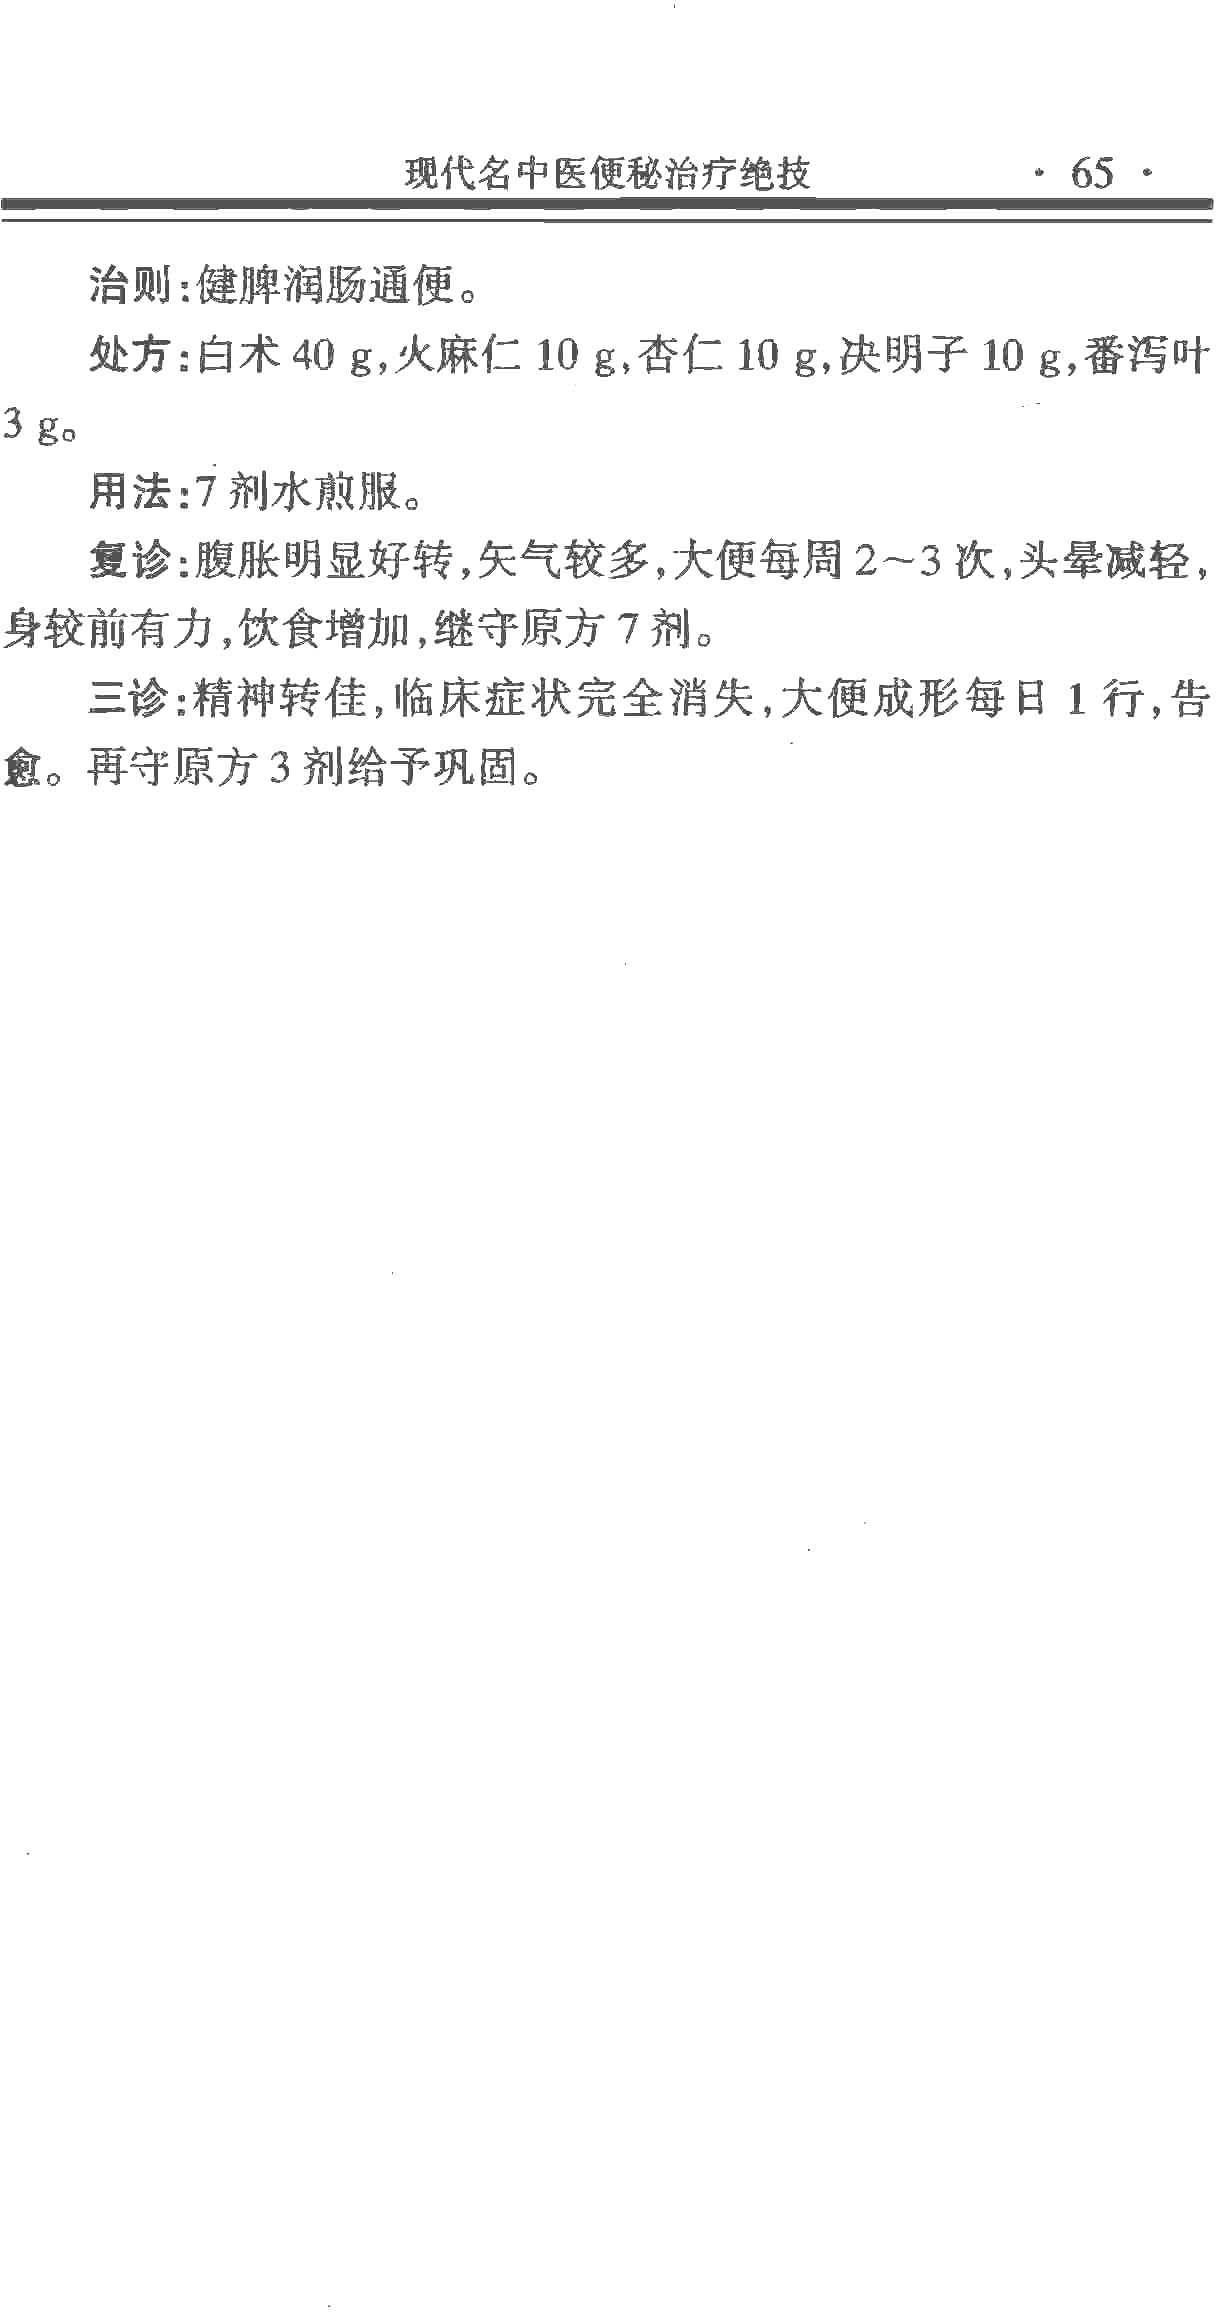 现代名中医便秘治疗绝技 · 65 ·
治则:健脾润肠通便。
处方:白术 40 g,火麻仁 10 g,杏仁 10 g,决明子 10 g,番泻叶
3 g。
用法:7 剂水煎服。
复诊:腹胀明显好转,矢气较多,大便每周 2~3 次,头晕减轻,
身较前有力,饮食增加,继守原方 7 剂。
三诊:精神转佳,临床症状完全消失,大便成形每日 1 行,告
愈。再守原方 3 剂给予巩固。